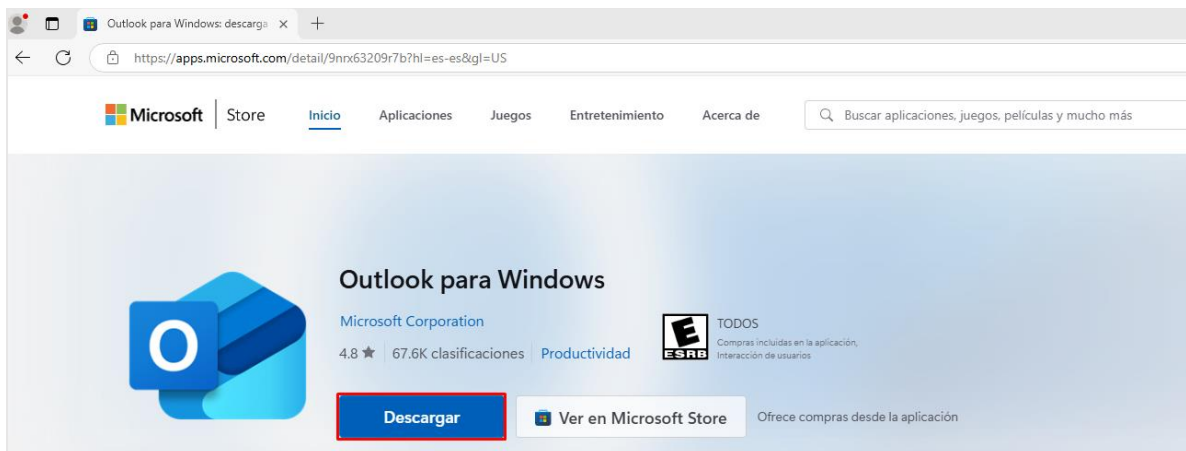 Outlook para Windows: descarga
https://apps.microsoft.com/detail/9nrx63209r7b?hl=es-es&gl=US
Microsoft Store Inicio Aplicaciones Juegos Entretenimiento Acerca de Buscar aplicaciones, juegos, películas y mucho más
Outlook para Windows
Microsoft Corporation
4.8 ★ 67.6K clasificaciones Productividad
E
ESRB
TODOS
Compras incluidas en la aplicación,
Interacción de usuarios
O
Descargar Ver en Microsoft Store Ofrece compras desde la aplicación